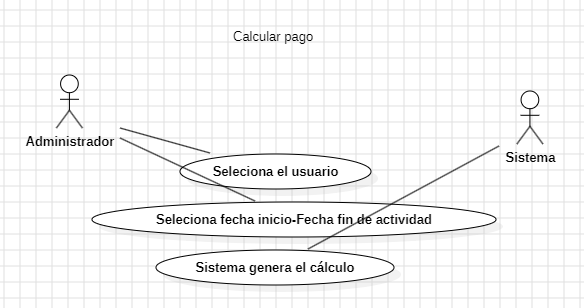 Calcular pago
Administrador
Sistema
Seleciona el usuario
Seleciona fecha inicio-Fecha fin de actividad
Sistema genera el cálculo